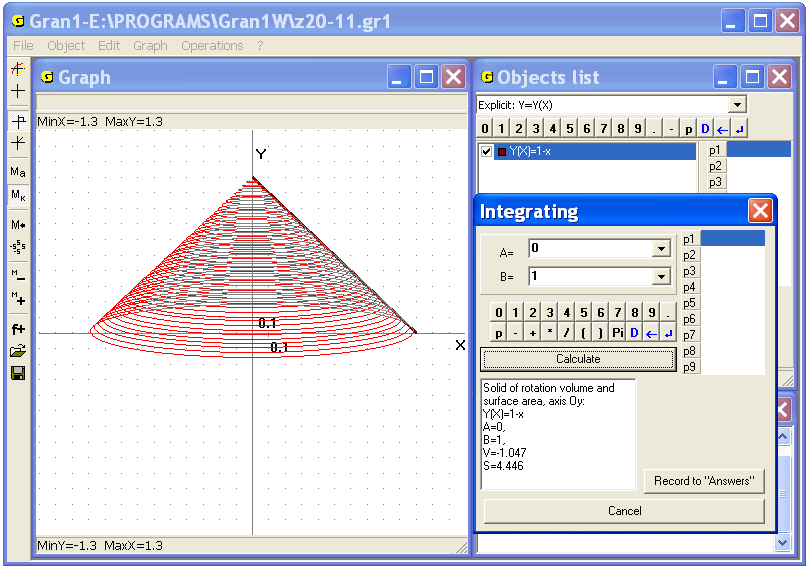 Gran1-E:\PROGRAMS\Gran1W\z20-11.gr1
File Object Edit Graph Operations ?
Graph
MinX=-1.3 MaxY=1.3
Y
0.1
X
0.1
MinY=-1.3 MaxX=1.3
Ma
Mк
M
M
M
f+
Objects list
Explicit: Y=Y(X)
0 1 2 3 4 5 6 7 8 9 . - p D ← ↲
Y(X)=1-x
p1
p2
p3
Integrating
A= 0
B= 1
0 1 2 3 4 5 6 7 8 9 .
p - + * / ( ) Pi D ← ↲
Calculate
p1
p2
p3
p4
p5
p6
p7
p8
p9
Solid of rotation volume and
surface area, axis Oy:
Y(X)=1-x
A=0,
B=1,
V=-1.047
S=4.446
Record to "Answers"
Cancel